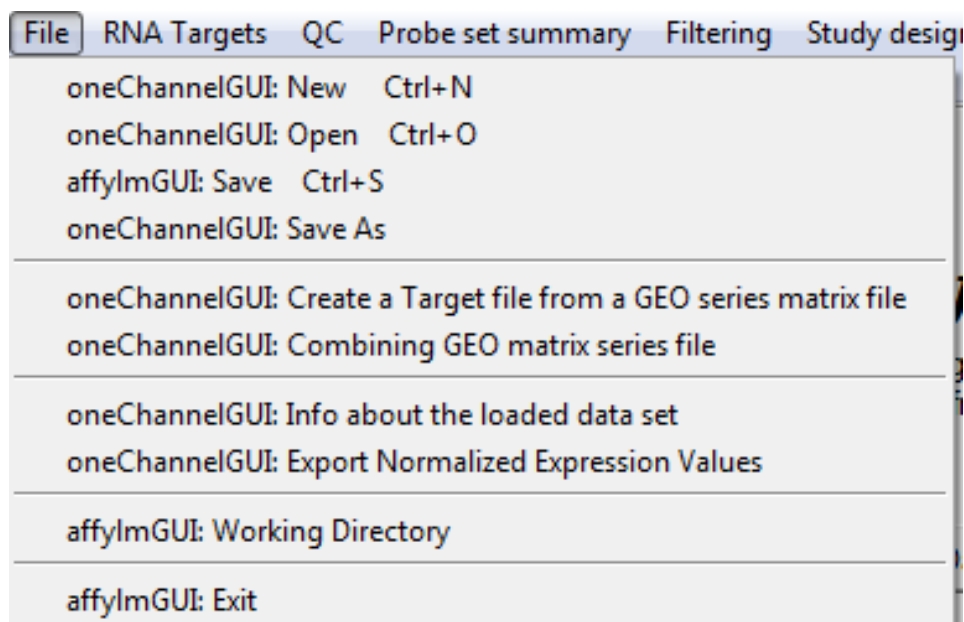 File RNA Targets QC Probe set summary Filtering Study desig
oneChannelGUI: New Ctrl+N
oneChannelGUI: Open Ctrl+O
affylmGUI: Save Ctrl+S
oneChannelGUI: Save As
oneChannelGUI: Create a Target file from a GEO series matrix file
oneChannelGUI: Combining GEO matrix series file
oneChannelGUI: Info about the loaded data set
oneChannelGUI: Export Normalized Expression Values
affylmGUI: Working Directory
affylmGUI: Exit